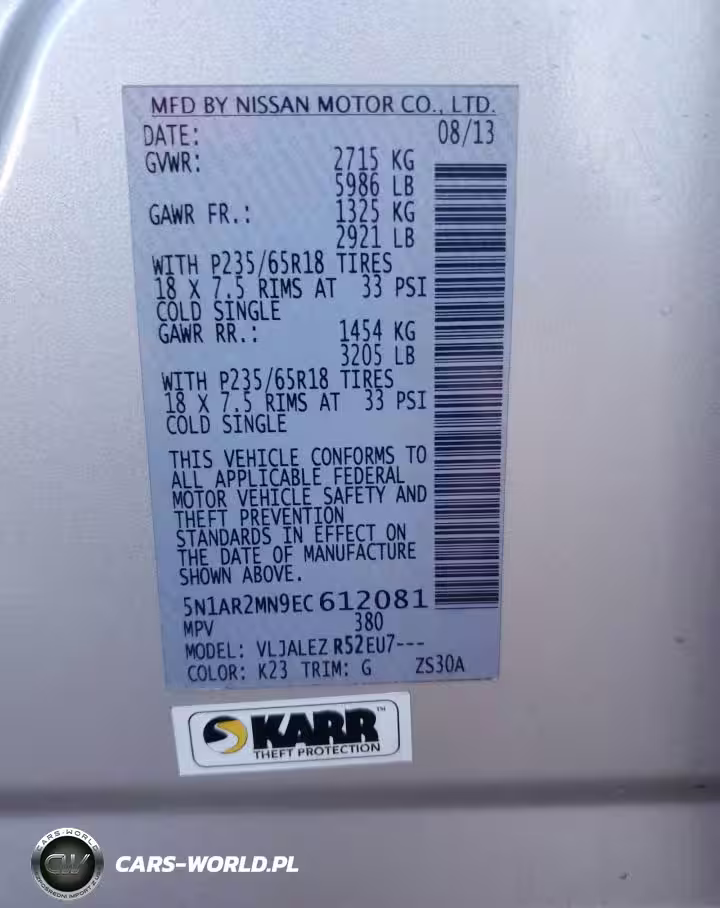 MFD BY NISSAN MOTOR CO., LTD.
DATE: 08/13
GVWR: 2715 KG
5986 LB
GAWR FR.: 1325 KG
2921 LB
WITH P235/65R18 TIRES
18 X 7.5 RIMS AT 33 PSI
COLD SINGLE
GAWR RR.: 1454 KG
3205 LB
WITH P235/65R18 TIRES
18 X 7.5 RIMS AT 33 PSI
COLD SINGLE
THIS VEHICLE CONFORMS TO
ALL APPLICABLE FEDERAL
MOTOR VEHICLE SAFETY AND
THEFT PREVENTION
STANDARDS IN EFFECT ON
THE DATE OF MANUFACTURE
SHOWN ABOVE.
5N1AR2MN9EC612081
MPV 380
MODEL: VLJALEZ R52EU7---
COLOR: K23 TRIM: G ZS30A
KARR™
THEFT PROTECTION
CARS-WORLD
CW
CARS-WORLD.PL